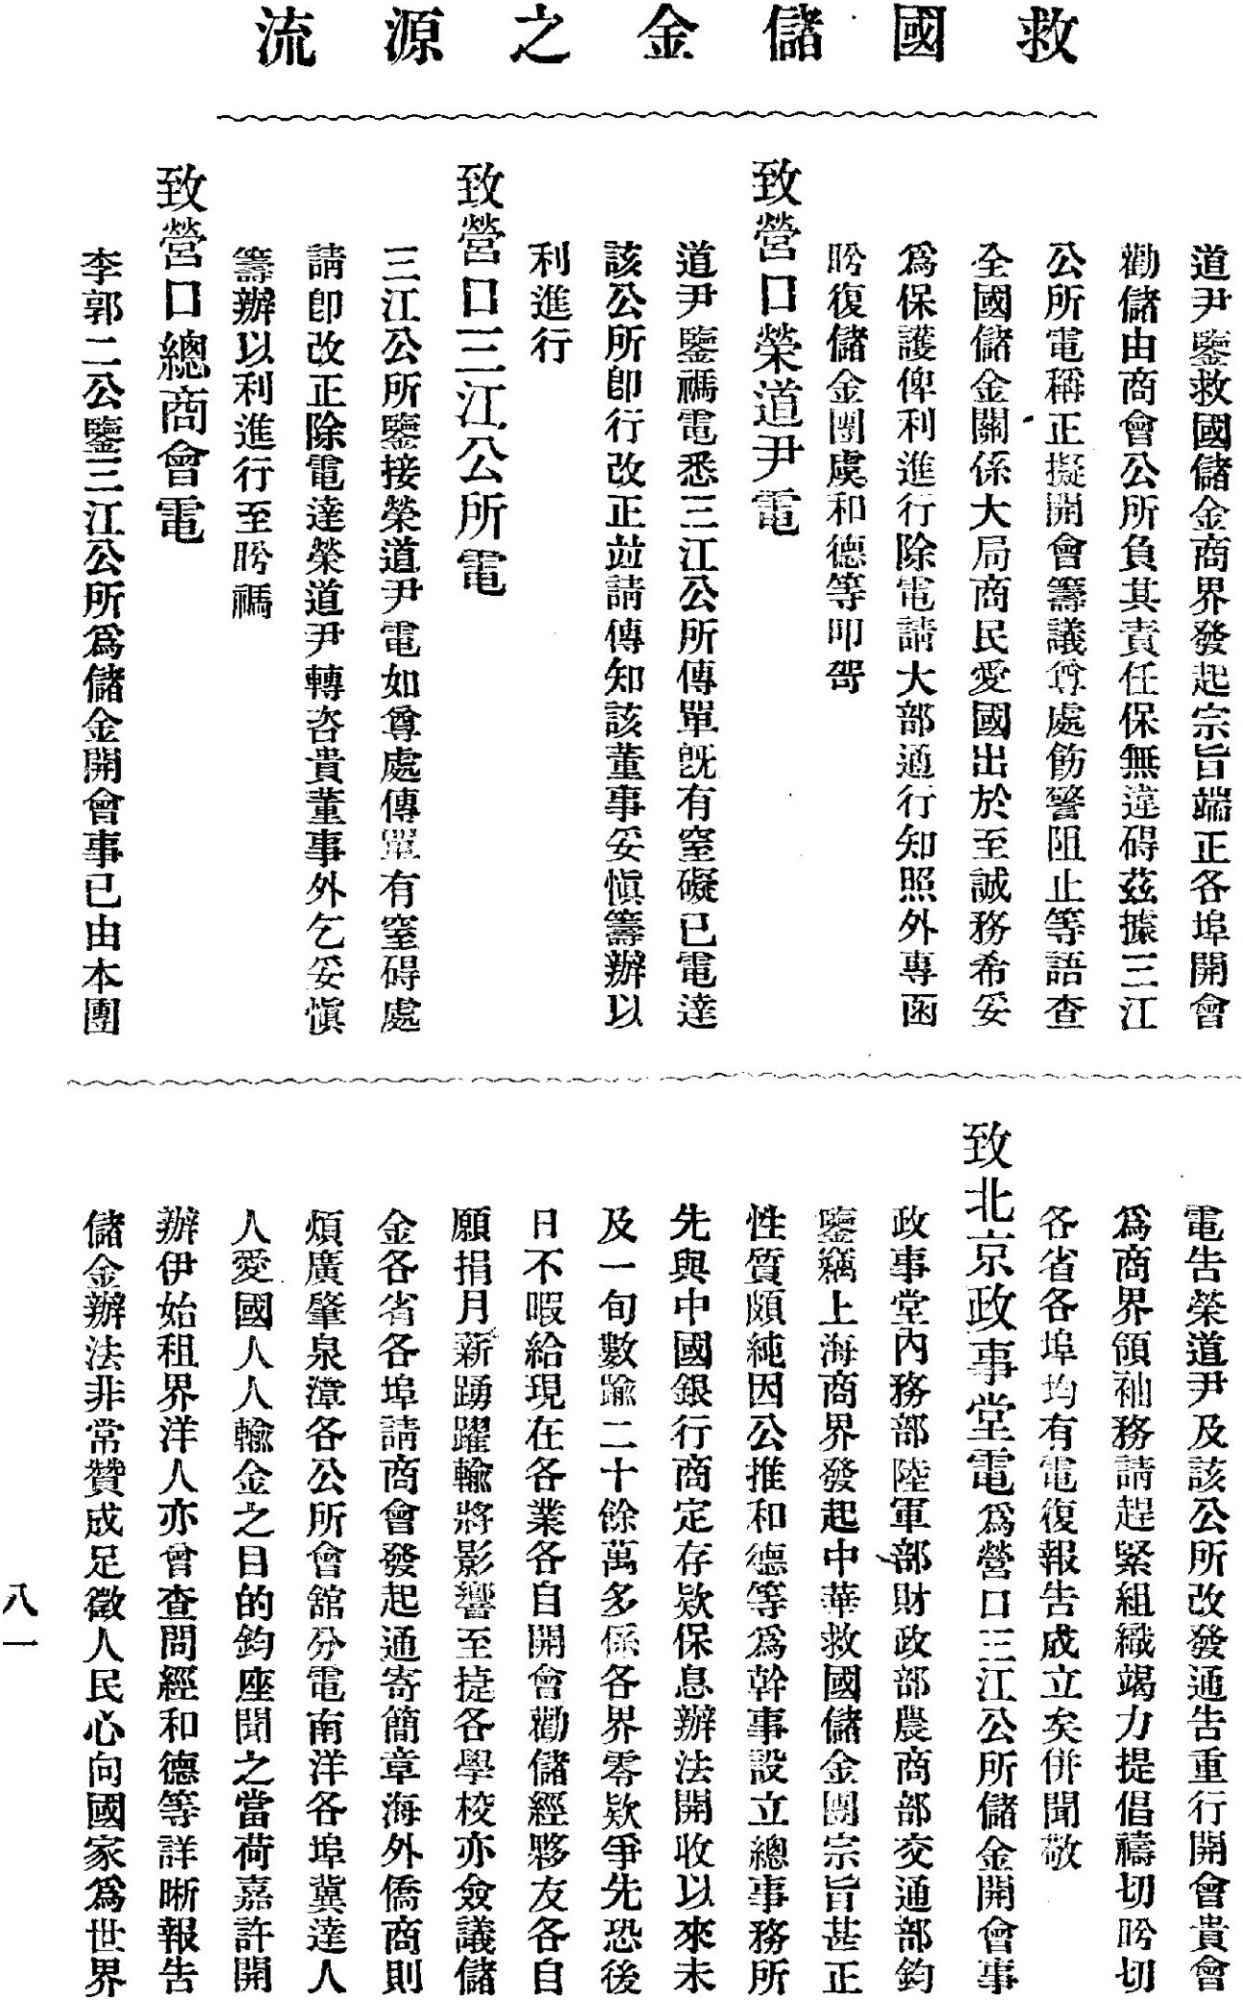 救國儲金之源流
道尹鑒救國儲金商界發起宗旨端正各埠開會
勸儲由商會公所負其責任保無違碍茲據三江
公所電稱正擬開會籌議尊處飭警阻止等語查
全國儲金關係大局商民愛國出於至誠務希妥
爲保護俾利進行除電請大部通行知照外專函
盼復儲金團虞和德等叩哿
致營口榮道尹電
道尹鑒禡電悉三江公所傳單旣有窒礙已電達
該公所卽行改正並請傳知該董事妥愼籌辦以
利進行
致營口三江公所電
三江公所鑒接榮道尹電如尊處傳單有窒碍處
請卽改正除電達榮道尹轉咨貴董事外乞妥愼
籌辦以利進行至盼禡
致營口總商會電
李郭二公鑒三江公所爲儲金開會事已由本團
電告榮道尹及該公所改發通告重行開會貴會
爲商界領袖務請趕緊組織竭力提倡禱切盼切
各省各埠均有電復報告成立矣併聞敬
致北京政事堂電爲營口三江公所儲金開會事
政事堂內務部陸軍部財政部農商部交通部鈞
鑒竊上海商界發起中華救國儲金團宗旨甚正
性質頗純因公推和德等爲幹事設立總事務所
先與中國銀行商定存欵保息辦法開收以來未
及一旬數踰二十餘萬多係各界零欵爭先恐後
日不暇給現在各業各自開會勸儲經夥友各自
願捐月薪踴躍輸將影響至捷各學校亦僉議儲
金各省各埠請商會發起通寄簡章海外僑商則
煩廣肇泉漳各公所會舘分電南洋各埠冀達人
人愛國人人輸金之目的鈞座聞之當荷嘉許開
辦伊始租界洋人亦曾查問經和德等詳晰報告
儲金辦法非常贊成足徵人民心向國家爲世界
八一